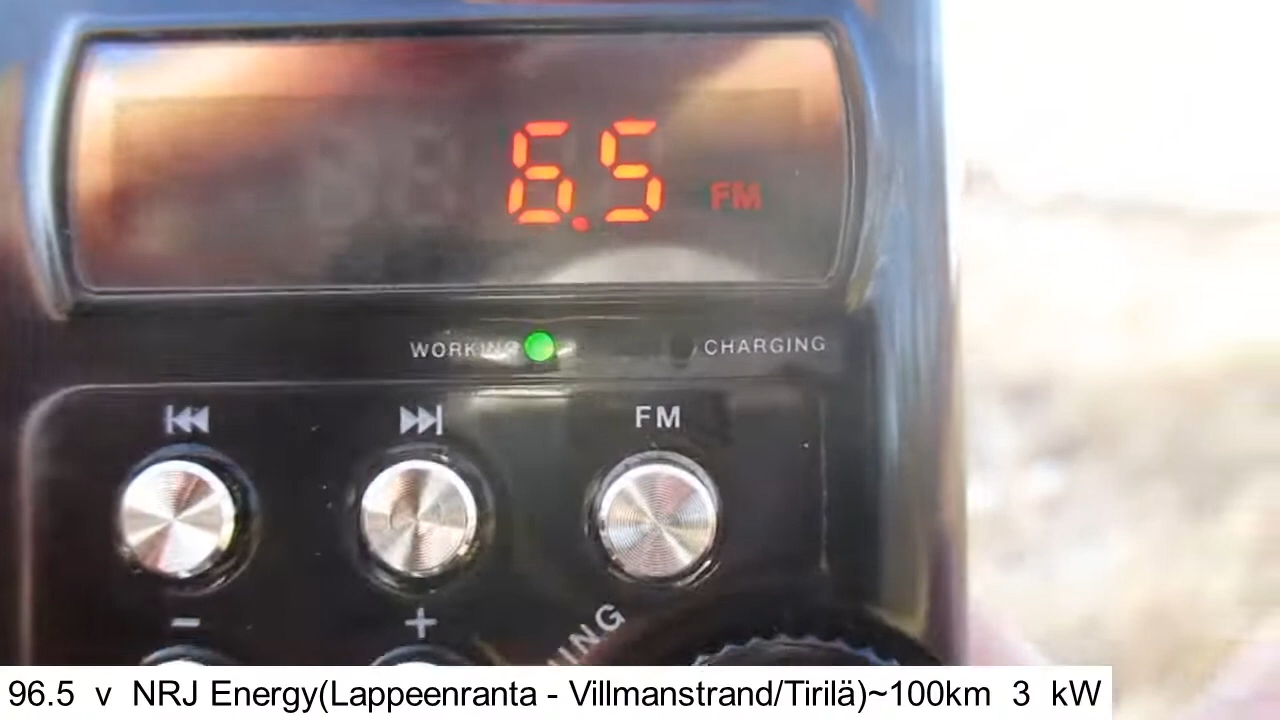 6.5 FM
WORKING CHARGING
FM
- +
96.5 v NRJ Energy(Lappeenranta - Villmanstrand/Tirilä)~100km 3 kW